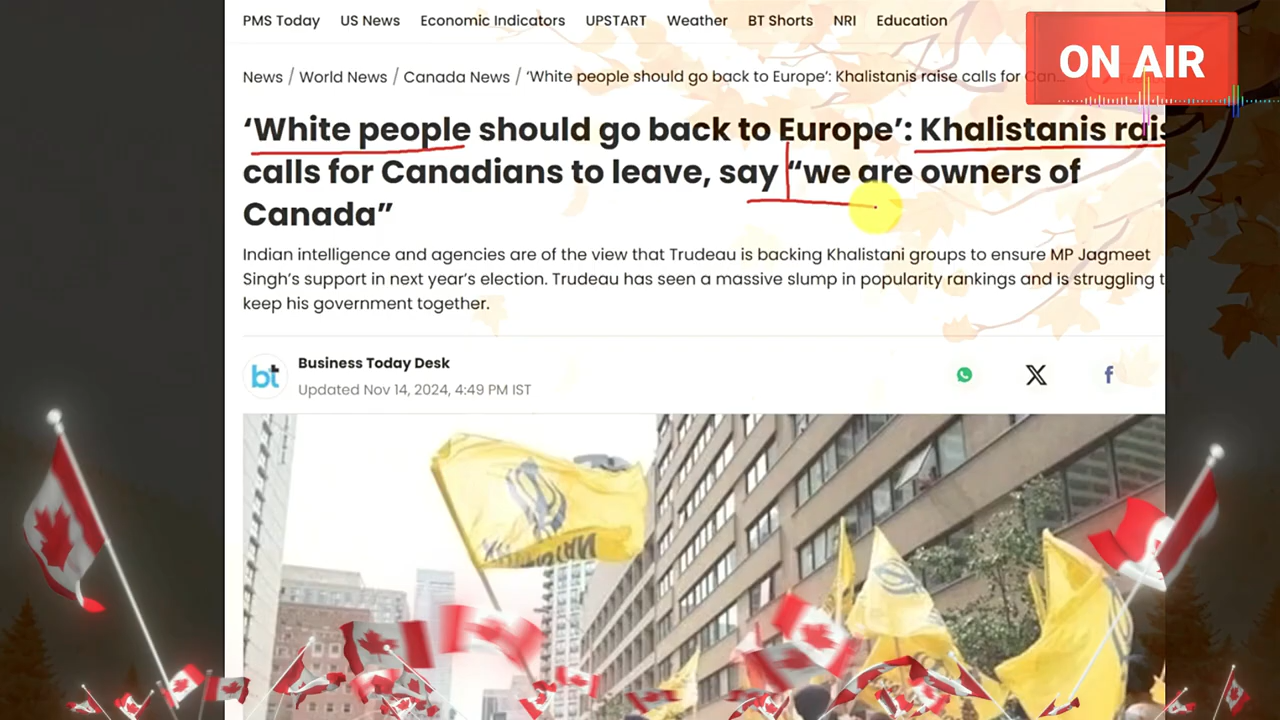 PMS Today US News Economic Indicators UPSTART Weather BT Shorts NRI Education
ON AIR
News / World News / Canada News / ‘White people should go back to Europe’: Khalistanis raise calls for Can...
‘White people should go back to Europe’: Khalistanis rais
calls for Canadians to leave, say “we are owners of
Canada”
Indian intelligence and agencies are of the view that Trudeau is backing Khalistani groups to ensure MP Jagmeet
Singh’s support in next year’s election. Trudeau has seen a massive slump in popularity rankings and is struggling t
keep his government together.
bt
Business Today Desk
Updated Nov 14, 2024, 4:49 PM IST